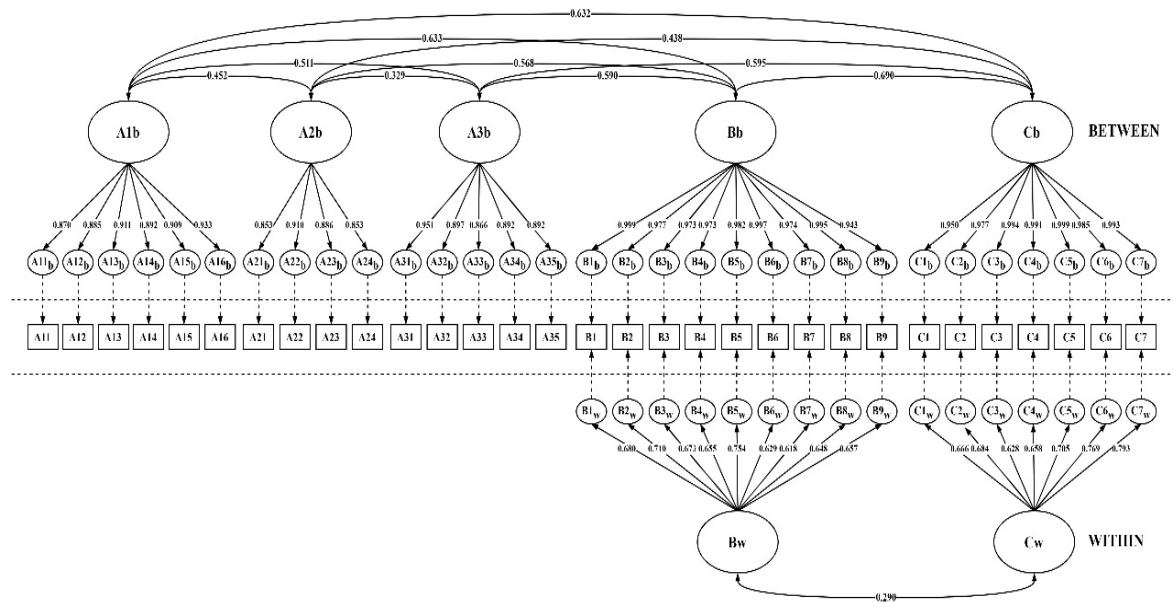 0.632
0.633 0.438
0.511 0.568 0.595
0.452 0.329 0.590 0.690
A1b A2b A3b Bb Cb BETWEEN
0.870 0.885 0.911 0.892 0.909 0.933 0.853 0.910 0.886 0.853 0.951 0.897 0.866 0.892 0.892 0.999 0.977 0.973 0.973 0.982 0.997 0.974 0.995 0.943 0.950 0.977 0.994 0.991 0.999 0.985 0.993
A11b A12b A13b A14b A15b A16b A21b A22b A23b A24b A31b A32b A33b A34b A35b B1b B2b B3b B4b B5b B6b B7b B8b B9b C1b C2b C3b C4b C5b C6b C7b
A11 A12 A13 A14 A15 A16 A21 A22 A23 A24 A31 A32 A33 A34 A35 B1 B2 B3 B4 B5 B6 B7 B8 B9 C1 C2 C3 C4 C5 C6 C7
B1w B2w B3w B4w B5w B6w B7w B8w B9w C1w C2w C3w C4w C5w C6w C7w
0.680 0.710 0.673 0.655 0.754 0.629 0.618 0.648 0.657 0.666 0.684 0.628 0.658 0.705 0.769 0.793
Bw Cw WITHIN
0.290